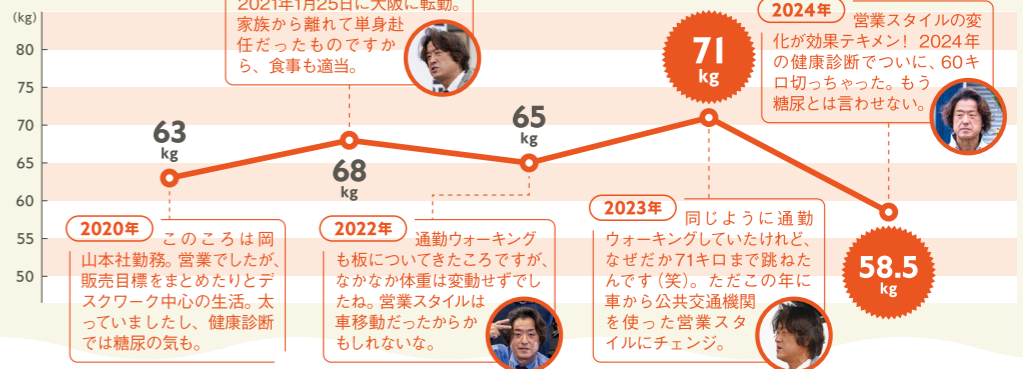 (kg)
80
75
70
65
60
55
50
63
kg
68
kg
65
kg
71
kg
58.5
kg
2020年
このころは岡
山本社勤務。営業でしたが、
販売目標をまとめたりとデ
スクワーク中心の生活。太
っていましたし、健康診断
では糖尿の気も。
2021年1月25日に大阪に転勤。
家族から離れて単身赴
任だったものですか
ら、食事も適当。
2022年
通勤ウォーキング
も板についてきたころですが、
なかなか体重は変動せずでし
たね。営業スタイルは
車移動だったからか
もしれないな。
2023年
同じように通勤
ウォーキングしていたけれど、
なぜだか71キロまで跳ねた
んです（笑）。ただこの年に
車から公共交通機関
を使った営業スタ
イルにチェンジ。
2024年
営業スタイルの変
化が効果テキメン！ 2024年
の健康診断でついに、60キ
ロ切っちゃった。もう
糖尿とは言わせない。